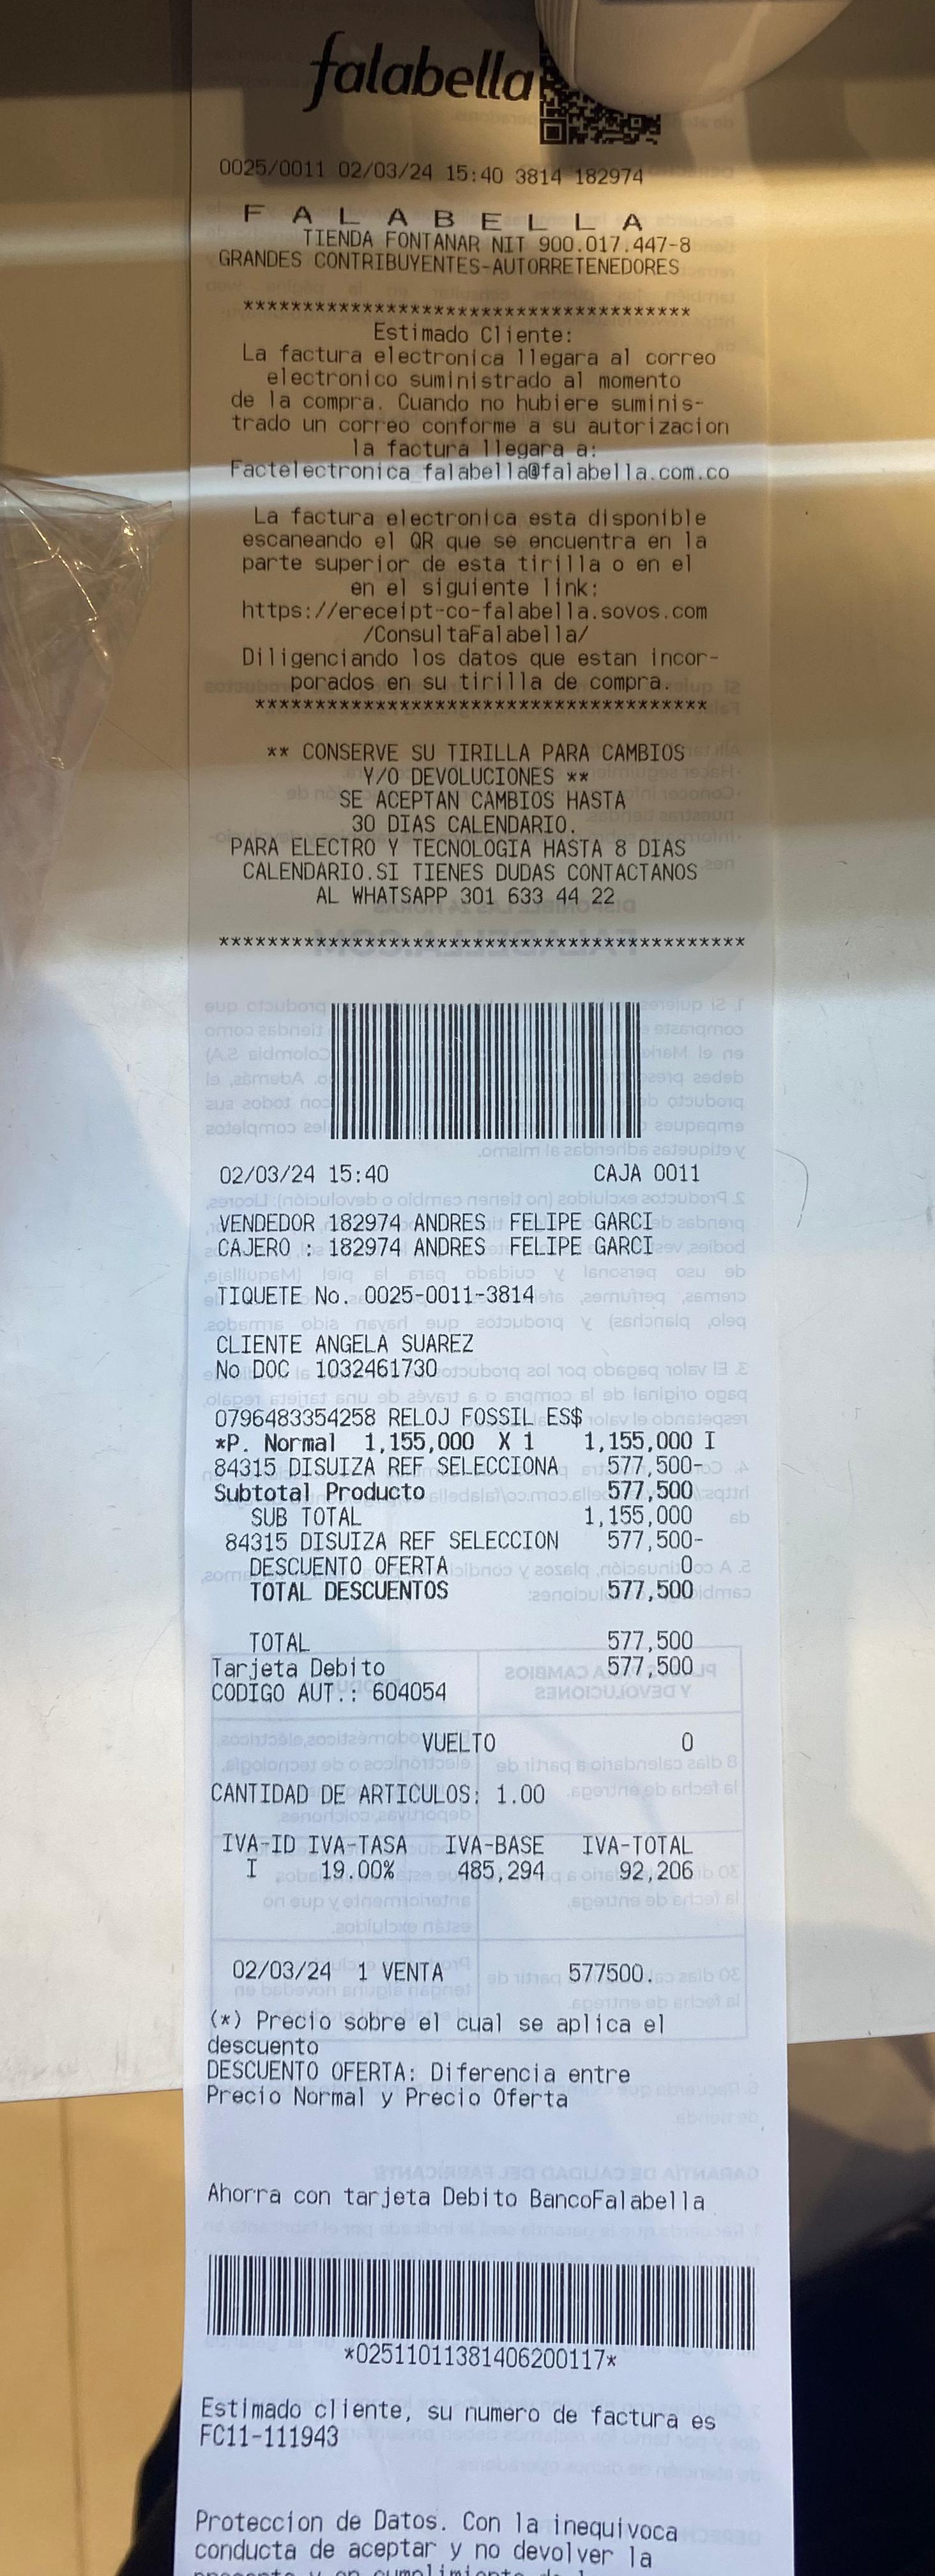 falabella
0025/0011 02/03/24 15:40 3814 182974
F A L A B E L L A
TIENDA FONTANAR NIT 900.017.447-8
GRANDES CONTRIBUYENTES-AUTORRETENEDORES
*************************************
Estimado Cliente:
La factura electronica llegara al correo
electronico suministrado al momento
de la compra. Cuando no hubiere suminis-
trado un correo conforme a su autorizacion
la factura llegara a:
Factelectronica falabella@falabella.com.co
La factura electronica esta disponible
escaneando el QR que se encuentra en la
parte superior de esta tirilla o en el
en el siguiente link:
https://ereceipt-co-falabella.sovos.com
/ConsultaFalabella/
Diligenciando los datos que estan incor-
porados en su tirilla de compra.
*************************************
** CONSERVE SU TIRILLA PARA CAMBIOS
Y/O DEVOLUCIONES **
SE ACEPTAN CAMBIOS HASTA
30 DIAS CALENDARIO.
PARA ELECTRO Y TECNOLOGIA HASTA 8 DIAS
CALENDARIO.SI TIENES DUDAS CONTACTANOS
AL WHATSAPP 301 633 44 22
********************************************
02/03/24 15:40 CAJA 0011
VENDEDOR 182974 ANDRES FELIPE GARCI
CAJERO : 182974 ANDRES FELIPE GARCI
TIQUETE No. 0025-0011-3814
CLIENTE ANGELA SUAREZ
No DOC 1032461730
0796483354258 RELOJ FOSSIL ES$
*P. Normal 1,155,000 X 1 1,155,000 I
84315 DISUIZA REF SELECCIONA 577,500-
Subtotal Producto 577,500
SUB TOTAL 1,155,000
84315 DISUIZA REF SELECCION 577,500-
DESCUENTO OFERTA 0
TOTAL DESCUENTOS 577,500
TOTAL 577,500
Tarjeta Debito 577,500
CODIGO AUT.: 604054
VUELTO 0
CANTIDAD DE ARTICULOS: 1.00
IVA-ID IVA-TASA IVA-BASE IVA-TOTAL
I 19.00% 485,294 92,206
02/03/24 1 VENTA 577500.
(*) Precio sobre el cual se aplica el
descuento
DESCUENTO OFERTA: Diferencia entre
Precio Normal y Precio Oferta
Ahorra con tarjeta Debito BancoFalabella
*02511011381406200117*
Estimado cliente, su numero de factura es
FC11-111943
Proteccion de Datos. Con la inequivoca
conducta de aceptar y no devolver la